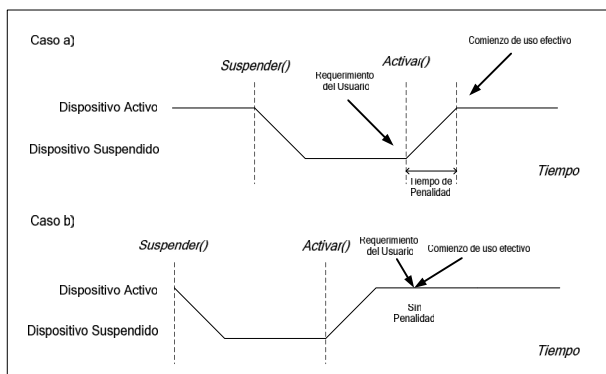 Caso a)
Comienzo de uso efectivo
Suspender()
Activar()
Requerimiento
del Usuario
Dispositivo Activo
Dispositivo Suspendido
Tiempo
Tiempo de
Penalidad
Caso b)
Suspender()
Activar()
Requerimiento
del Usuario
Comienzo de uso efectivo
Dispositivo Activo
Sin
Penalidad
Dispositivo Suspendido
Tiempo